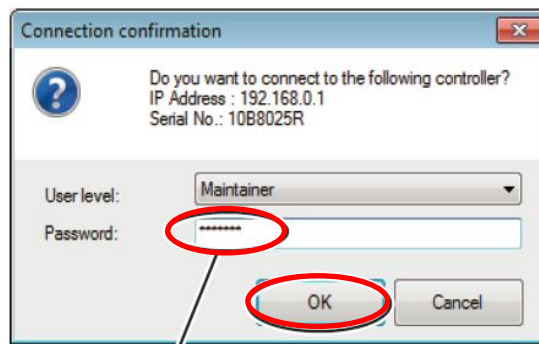 Connection confirmation
Do you want to connect to the following controller?
IP Address : 192.168.0.1
Serial No.: 10B8025R
User level:
Maintainer
Password:
*******
OK
Cancel